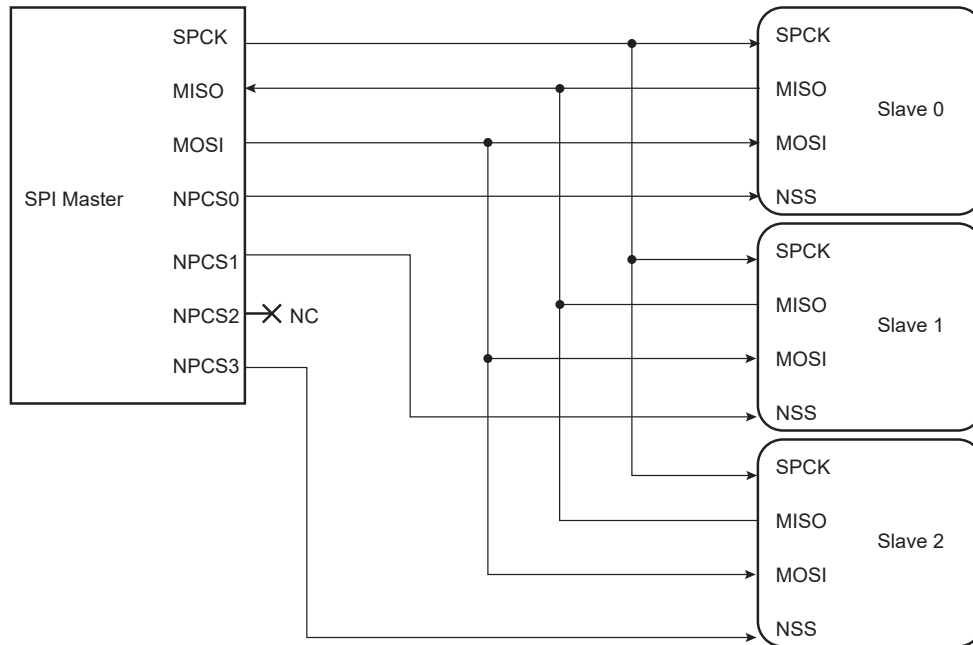 SPI Master
SPCK
MISO
MOSI
NPCS0
NPCS1
NPCS2
NC
NPCS3
SPCK
MISO
Slave 0
MOSI
NSS
SPCK
MISO
Slave 1
MOSI
NSS
SPCK
MISO
Slave 2
MOSI
NSS